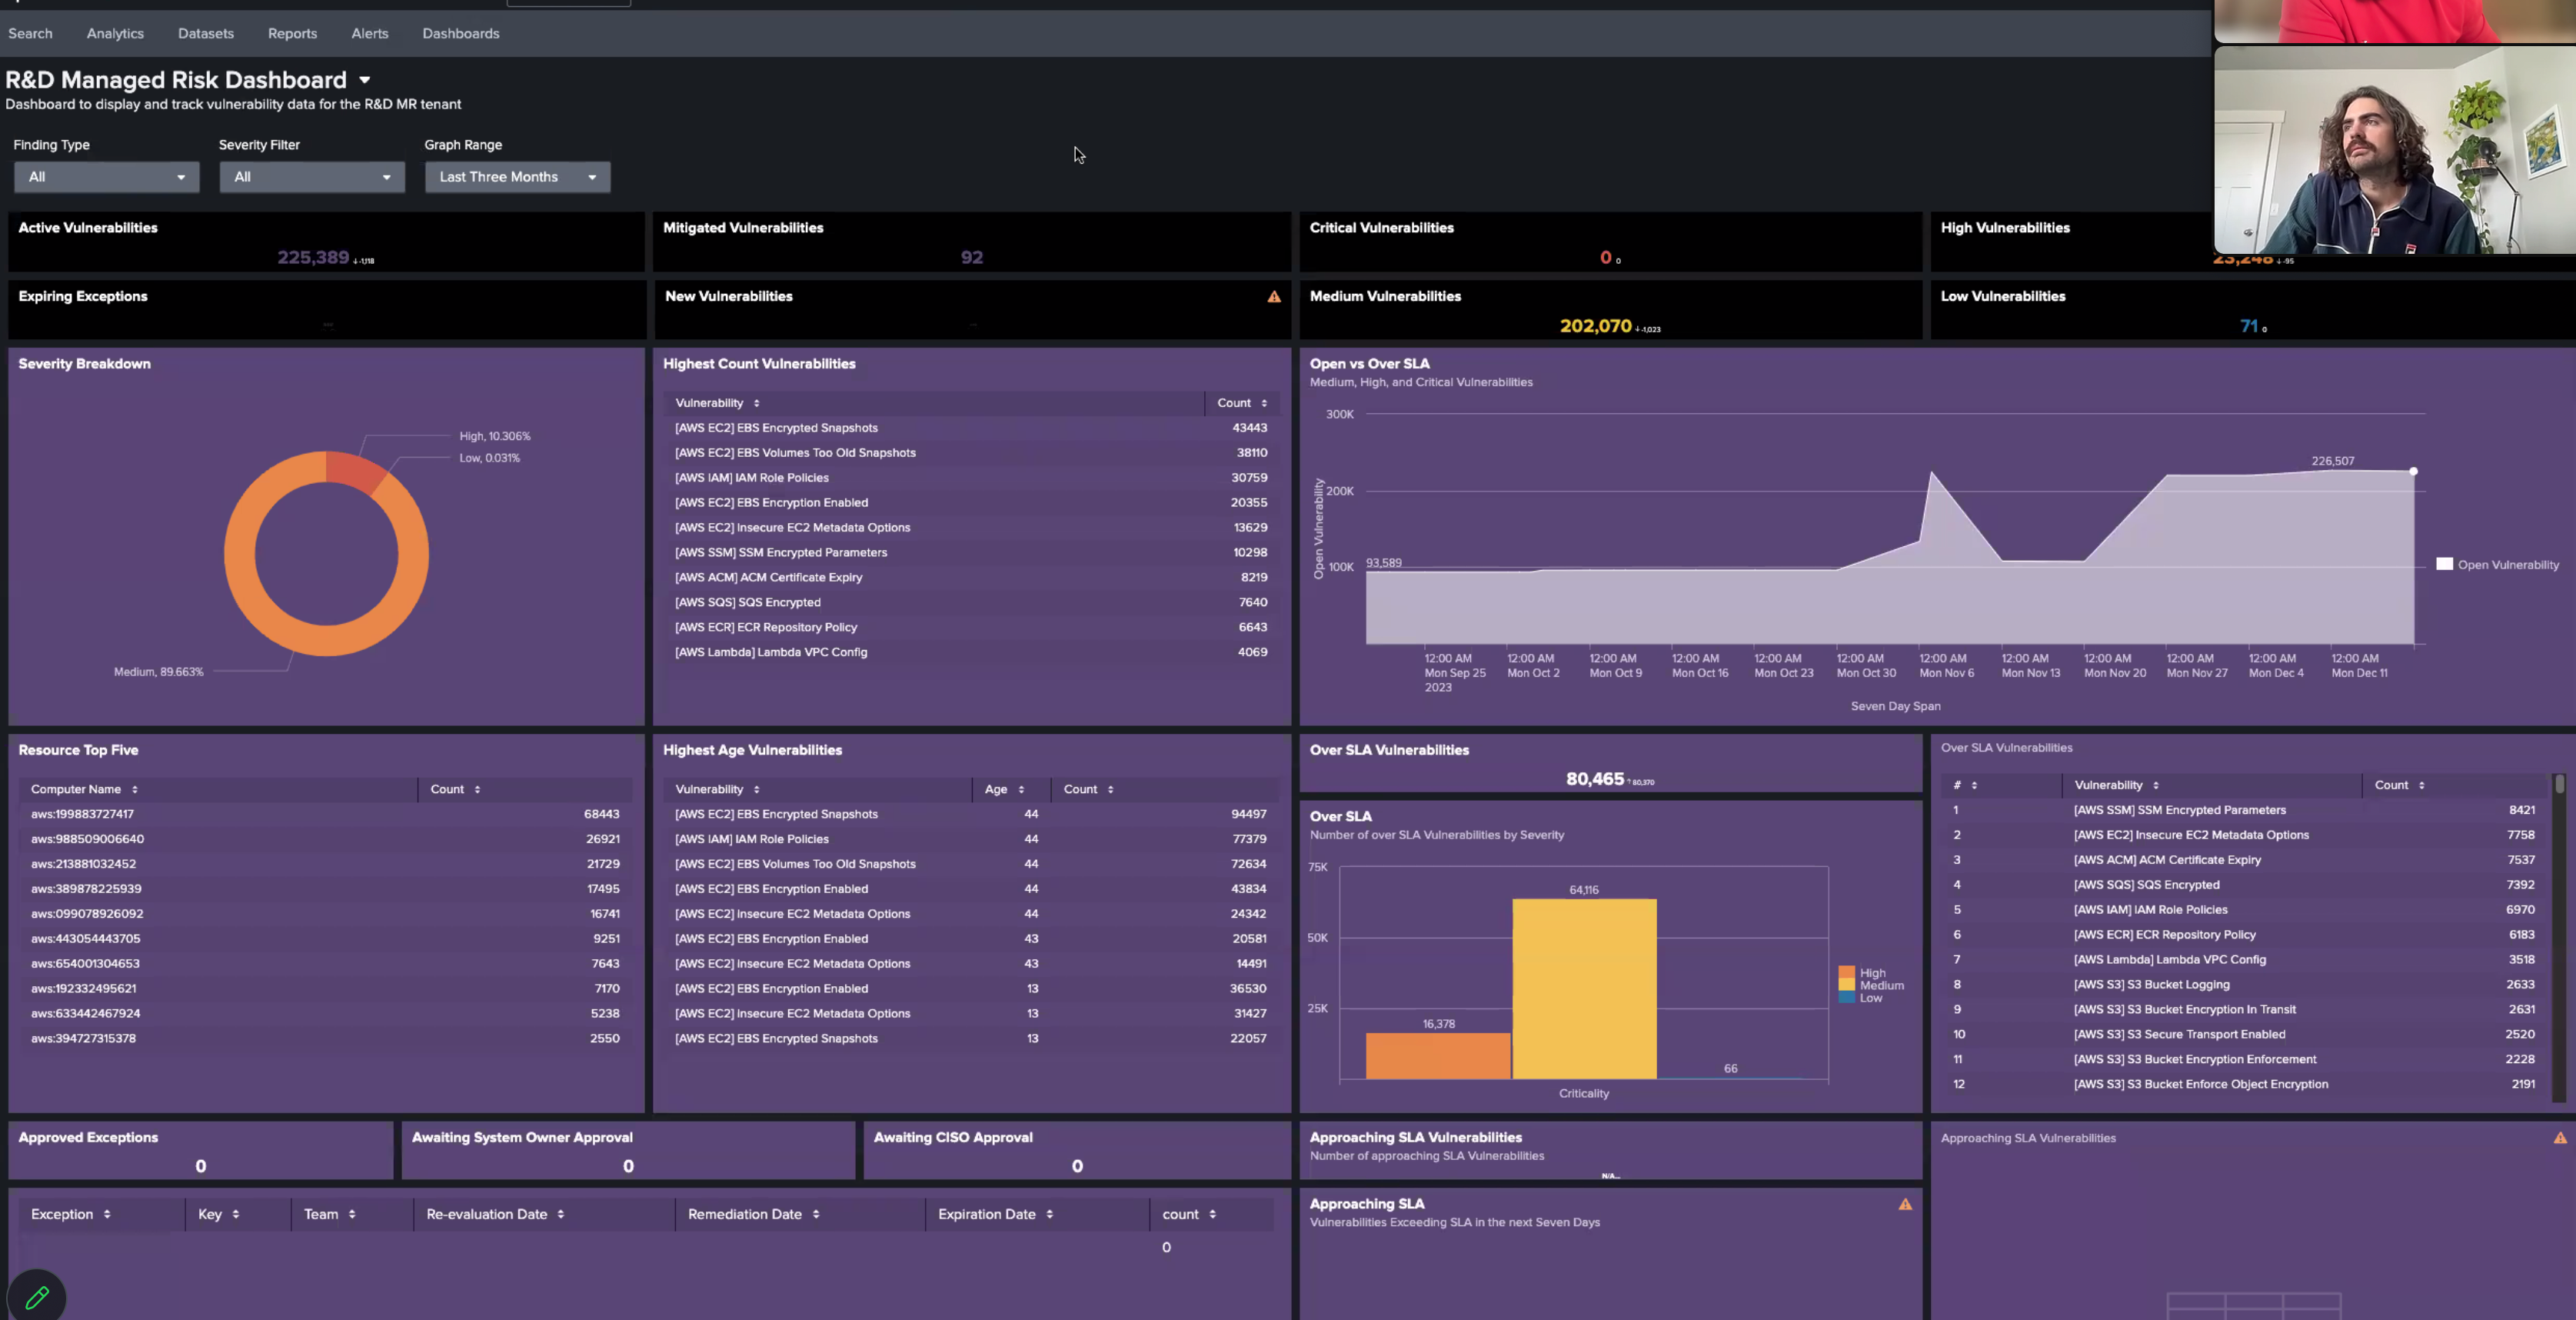 Search Analytics Datasets Reports Alerts Dashboards
R&D Managed Risk Dashboard
Dashboard to display and track vulnerability data for the R&D MR tenant
Finding Type Severity Filter Graph Range
All All Last Three Months
Active Vulnerabilities
225,389 -1,118
Mitigated Vulnerabilities
92
Critical Vulnerabilities
0 0
High Vulnerabilities
23,248 -95
Expiring Exceptions
New Vulnerabilities
Medium Vulnerabilities
202,070 -1,023
Low Vulnerabilities
71 0
Severity Breakdown
High, 10.306%
Low, 0.031%
Medium, 89.663%
Highest Count Vulnerabilities
Vulnerability Count
[AWS EC2] EBS Encrypted Snapshots 43443
[AWS EC2] EBS Volumes Too Old Snapshots 38110
[AWS IAM] IAM Role Policies 30759
[AWS EC2] EBS Encryption Enabled 20355
[AWS EC2] Insecure EC2 Metadata Options 13629
[AWS SSM] SSM Encrypted Parameters 10298
[AWS ACM] ACM Certificate Expiry 8219
[AWS SQS] SQS Encrypted 7640
[AWS ECR] ECR Repository Policy 6643
[AWS Lambda] Lambda VPC Config 4069
Open vs Over SLA
Medium, High, and Critical Vulnerabilities
300K
200K
100K
Open Vulnerability
93,589
226,507
Open Vulnerability
12:00 AM 12:00 AM 12:00 AM 12:00 AM 12:00 AM 12:00 AM 12:00 AM 12:00 AM 12:00 AM 12:00 AM 12:00 AM 12:00 AM
Mon Sep 25 Mon Oct 2 Mon Oct 9 Mon Oct 16 Mon Oct 23 Mon Oct 30 Mon Nov 6 Mon Nov 13 Mon Nov 20 Mon Nov 27 Mon Dec 4 Mon Dec 11
2023
Seven Day Span
Resource Top Five
Computer Name Count
aws:199883727417 68443
aws:988509006640 26921
aws:213881032452 21729
aws:389878225939 17495
aws:099078926092 16741
aws:443054443705 9251
aws:654001304653 7643
aws:192332495621 7170
aws:633442467924 5238
aws:394727315378 2550
Highest Age Vulnerabilities
Vulnerability Age Count
[AWS EC2] EBS Encrypted Snapshots 44 94497
[AWS IAM] IAM Role Policies 44 77379
[AWS EC2] EBS Volumes Too Old Snapshots 44 72634
[AWS EC2] EBS Encryption Enabled 44 43834
[AWS EC2] Insecure EC2 Metadata Options 44 24342
[AWS EC2] EBS Encryption Enabled 43 20581
[AWS EC2] Insecure EC2 Metadata Options 43 14491
[AWS EC2] EBS Encryption Enabled 13 36530
[AWS EC2] Insecure EC2 Metadata Options 13 31427
[AWS EC2] EBS Encrypted Snapshots 13 22057
Over SLA Vulnerabilities
80,465 80,370
Over SLA
Number of over SLA Vulnerabilities by Severity
75K
50K
25K
16,378
64,116
66
Criticality
High
Medium
Low
Over SLA Vulnerabilities
# Vulnerability Count
1 [AWS SSM] SSM Encrypted Parameters 8421
2 [AWS EC2] Insecure EC2 Metadata Options 7758
3 [AWS ACM] ACM Certificate Expiry 7537
4 [AWS SQS] SQS Encrypted 7392
5 [AWS IAM] IAM Role Policies 6970
6 [AWS ECR] ECR Repository Policy 6183
7 [AWS Lambda] Lambda VPC Config 3518
8 [AWS S3] S3 Bucket Logging 2633
9 [AWS S3] S3 Bucket Encryption In Transit 2631
10 [AWS S3] S3 Secure Transport Enabled 2520
11 [AWS S3] S3 Bucket Encryption Enforcement 2228
12 [AWS S3] S3 Bucket Enforce Object Encryption 2191
Approved Exceptions
0
Awaiting System Owner Approval
0
Awaiting CISO Approval
0
Approaching SLA Vulnerabilities
Number of approaching SLA Vulnerabilities
N/A...
Approaching SLA Vulnerabilities
Exception Key Team Re-evaluation Date Remediation Date Expiration Date count
0
Approaching SLA
Vulnerabilities Exceeding SLA in the next Seven Days